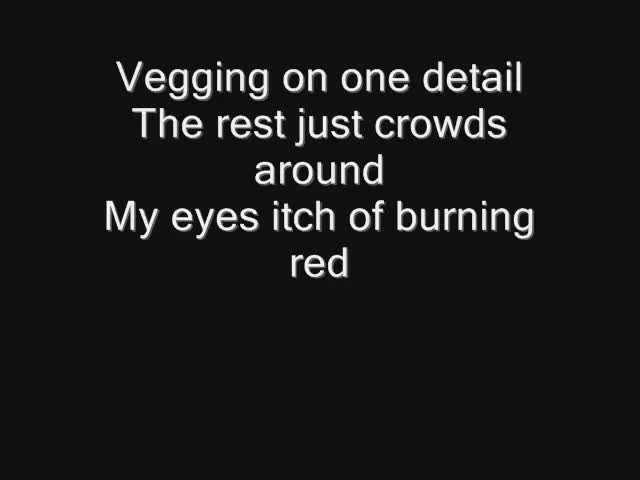 Vegging on one detail
The rest just crowds
around
My eyes itch of burning
red